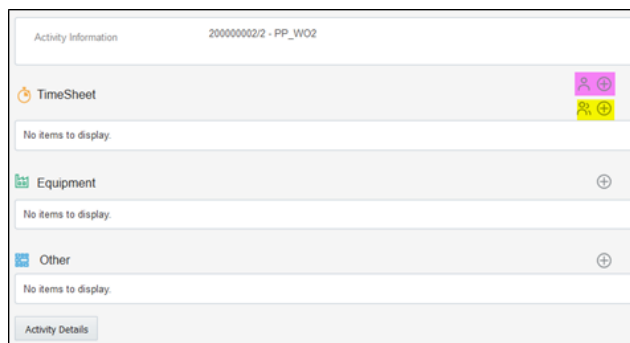 Activity Information 200000002/2 - PP_WO2
TimeSheet
No items to display.
Equipment
No items to display.
Other
No items to display.
Activity Details